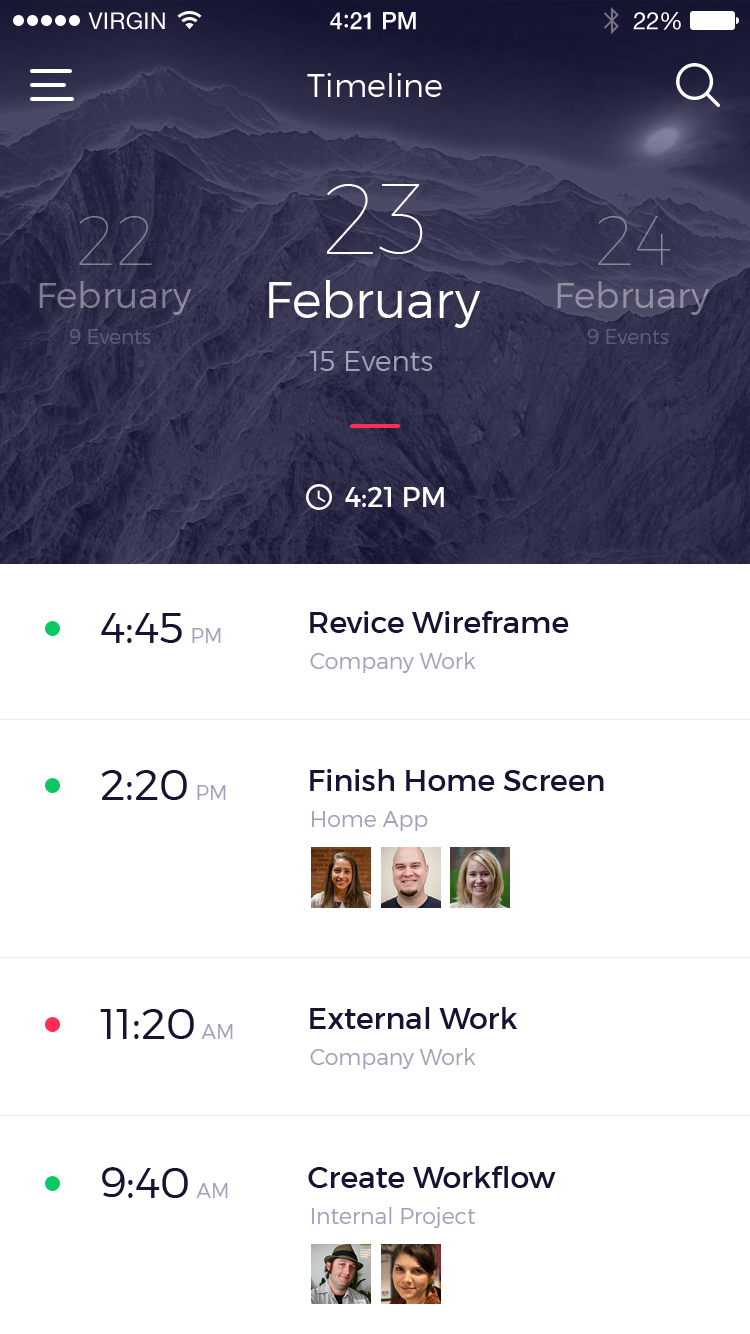 VIRGIN 4:21 PM 22%
Timeline
22 February 9 Events
23 February 15 Events
24 February 9 Events
4:21 PM
4:45 PM Revice Wireframe
Company Work
2:20 PM Finish Home Screen
Home App
11:20 AM External Work
Company Work
9:40 AM Create Workflow
Internal Project